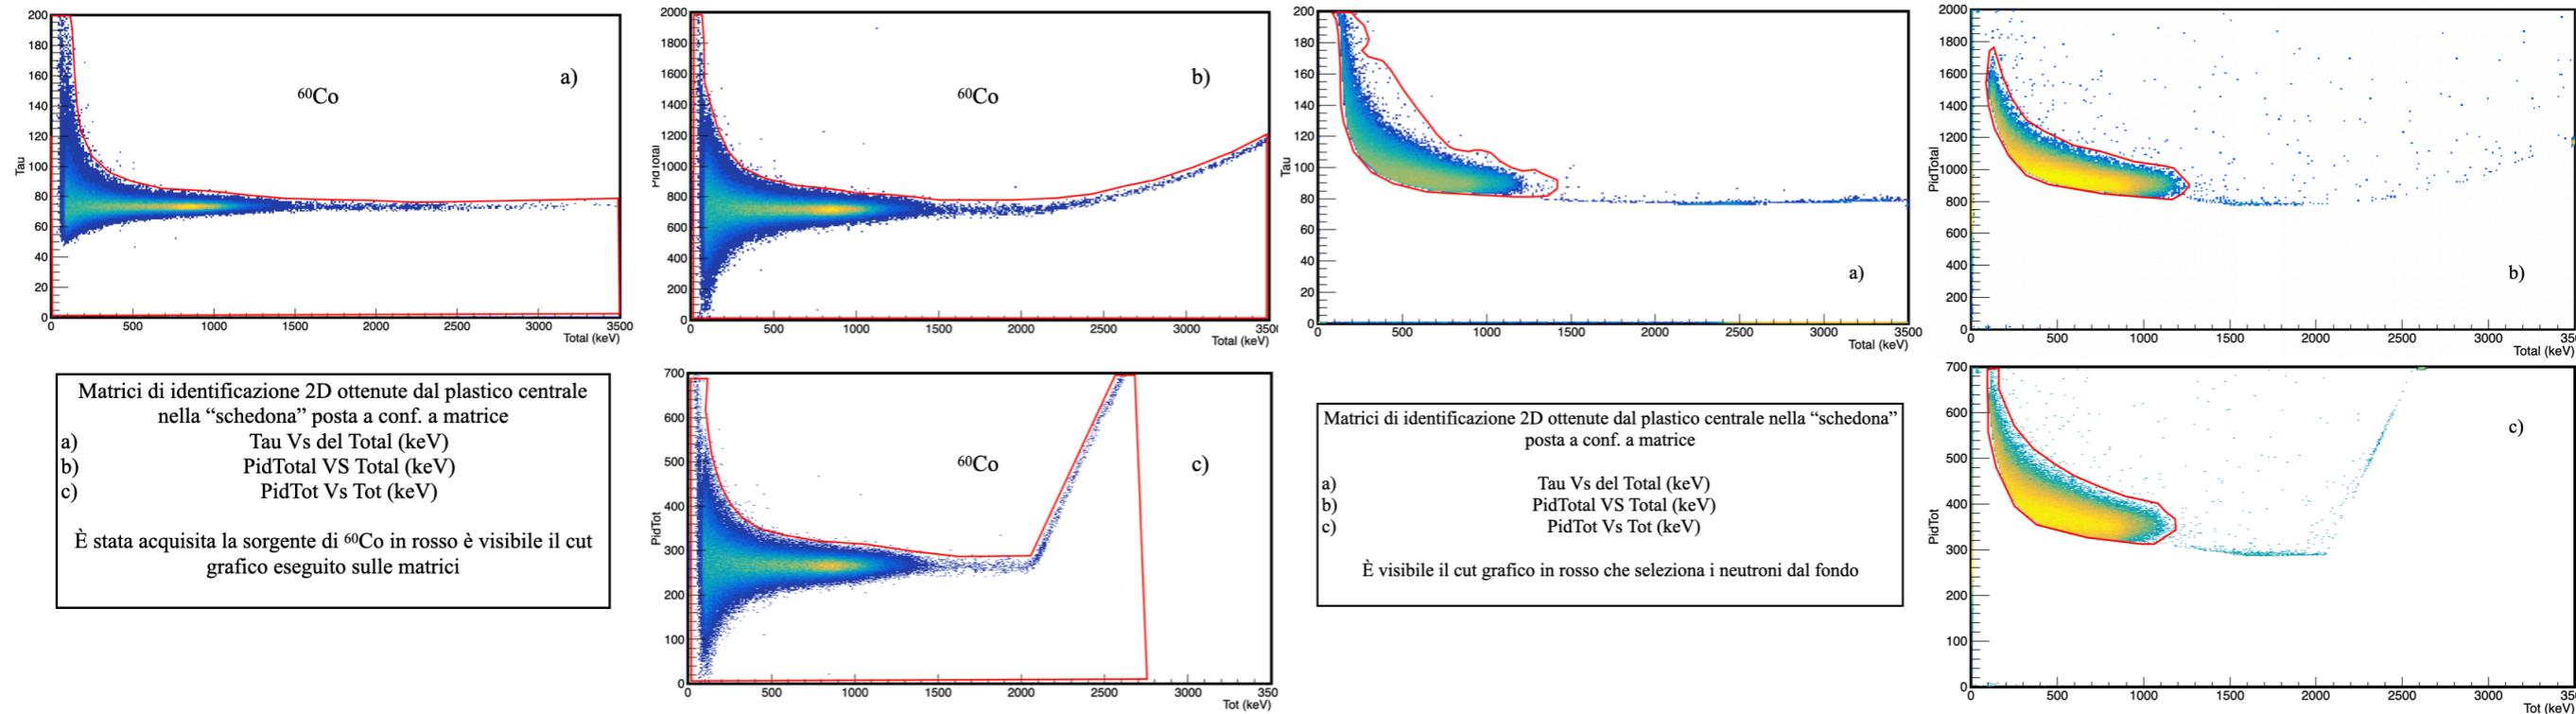 200
180
160
140
120
100
80
60
40
20
0
Tau
60Co
a)
0 500 1000 1500 2000 2500 3000 3500
Total (keV)
2000
1800
1600
1400
1200
1000
800
600
400
200
0
PidTotal
60Co
b)
0 500 1000 1500 2000 2500 3000 350
Total (keV)
200
180
160
140
120
100
80
60
40
20
0
Tau
a)
0 500 1000 1500 2000 2500 3000 3500
Total (keV)
2000
1800
1600
1400
1200
1000
800
600
400
200
0
PidTotal
b)
0 500 1000 1500 2000 2500 3000 35
Total (keV)
Matrici di identificazione 2D ottenute dal plastico centrale
nella “schedona” posta a conf. a matrice
a) Tau Vs del Total (keV)
b) PidTotal VS Total (keV)
c) PidTot Vs Tot (keV)
È stata acquisita la sorgente di 60Co in rosso è visibile il cut
grafico eseguito sulle matrici
700
600
500
400
300
200
100
0
PidTot
60Co
c)
0 500 1000 1500 2000 2500 3000 350
Tot (keV)
Matrici di identificazione 2D ottenute dal plastico centrale nella “schedona”
posta a conf. a matrice
a) Tau Vs del Total (keV)
b) PidTotal VS Total (keV)
c) PidTot Vs Tot (keV)
È visibile il cut grafico in rosso che seleziona i neutroni dal fondo
700
600
500
400
300
200
100
0
PidTot
c)
0 500 1000 1500 2000 2500 3000 35
Tot (keV)